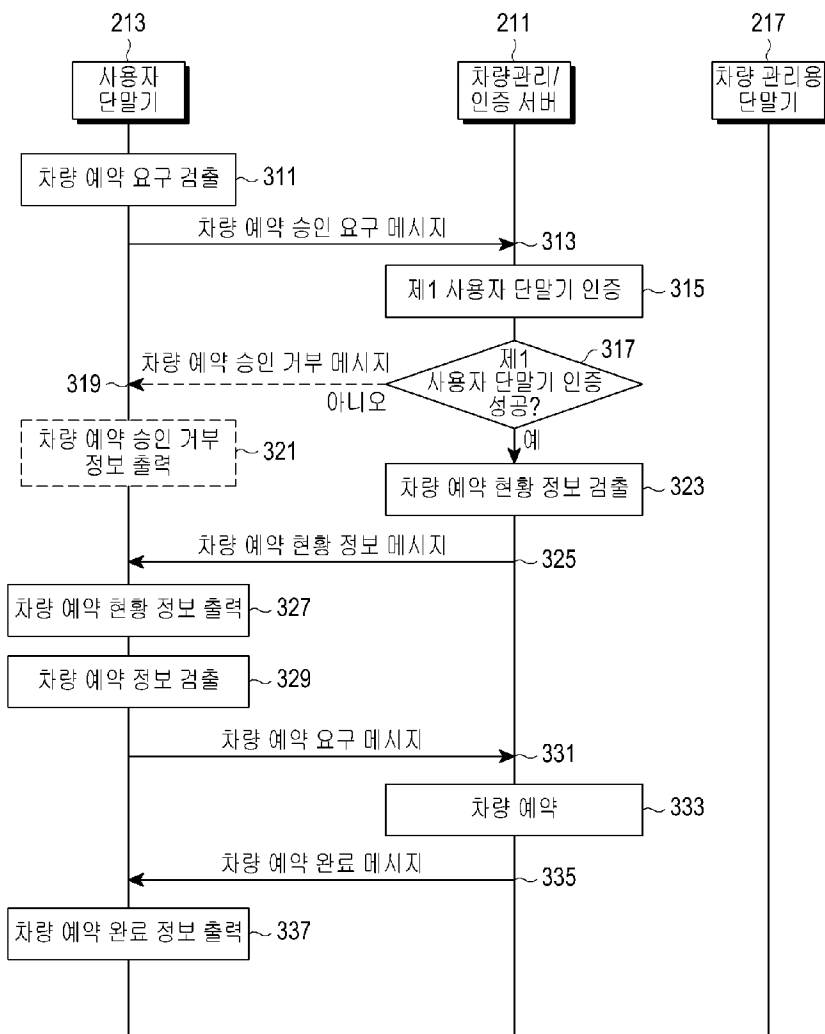 213
211
217
사용자
단말기
차량관리/
인증 서버
차량 관리용
단말기
차량 예약 요구 검출
311
차량 예약 승인 요구 메시지
313
제1 사용자 단말기 인증
315
차량 예약 승인 거부 메시지
317
제1
사용자 단말기 인증
성공?
319
아니오
예
차량 예약 승인 거부
정보 출력
321
차량 예약 현황 정보 검출
323
차량 예약 현황 정보 메시지
325
차량 예약 현황 정보 출력
327
차량 예약 정보 검출
329
차량 예약 요구 메시지
331
차량 예약
333
차량 예약 완료 메시지
335
차량 예약 완료 정보 출력
337